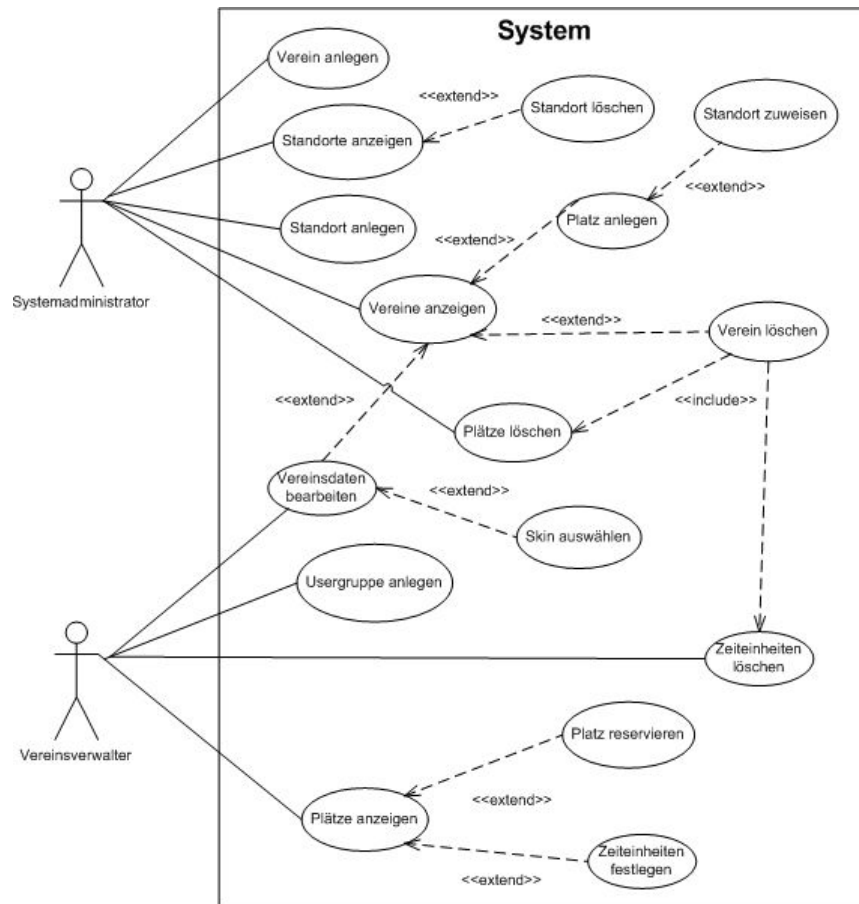 System
Verein anlegen
<<extend>>
Standort löschen
Standort zuweisen
Standorte anzeigen
<<extend>>
Platz anlegen
Standort anlegen
<<extend>>
Systemadministrator
Vereine anzeigen
<<extend>>
Verein löschen
<<extend>>
<<include>>
Plätze löschen
Vereinsdaten
bearbeiten
<<extend>>
Skin auswählen
Usergruppe anlegen
Zeiteinheiten
löschen
Vereinsverwalter
Platz reservieren
<<extend>>
Plätze anzeigen
Zeiteinheiten
festlegen
<<extend>>